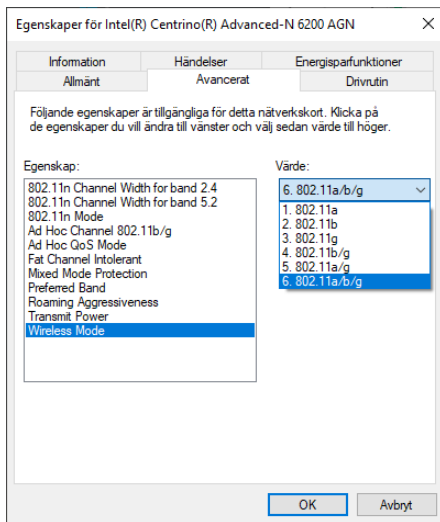 Egenskaper för Intel(R) Centrino(R) Advanced-N 6200 AGN
Information
Händelser
Energisparfunktioner
Allmänt
Avancerat
Drivrutin
Följande egenskaper är tillgängliga för detta nätverkskort. Klicka på
de egenskaper du vill ändra till vänster och välj sedan värde till höger.
Egenskap:
802.11n Channel Width for band 2.4
802.11n Channel Width for band 5.2
802.11n Mode
Ad Hoc Channel 802.11b/g
Ad Hoc QoS Mode
Fat Channel Intolerant
Mixed Mode Protection
Preferred Band
Roaming Aggressiveness
Transmit Power
Wireless Mode
Värde:
6. 802.11a/b/g
1. 802.11a
2. 802.11b
3. 802.11g
4. 802.11b/g
5. 802.11a/g
6. 802.11a/b/g
OK
Avbryt